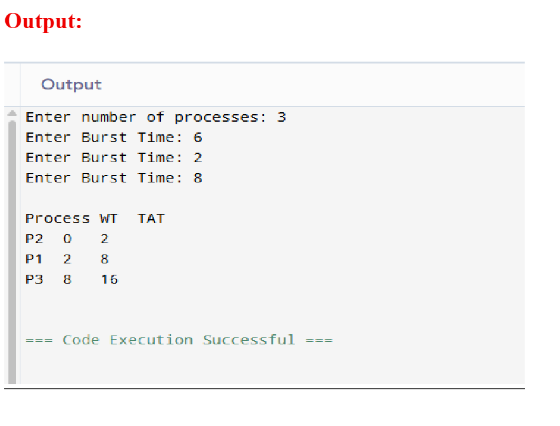 Output:
Output
Enter number of processes: 3
Enter Burst Time: 6
Enter Burst Time: 2
Enter Burst Time: 8
Process WT TAT
P2 0 2
P1 2 8
P3 8 16
=== Code Execution Successful ===